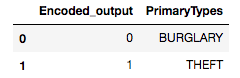 Encoded_output PrimaryTypes
0 0 BURGLARY
1 1 THEFT